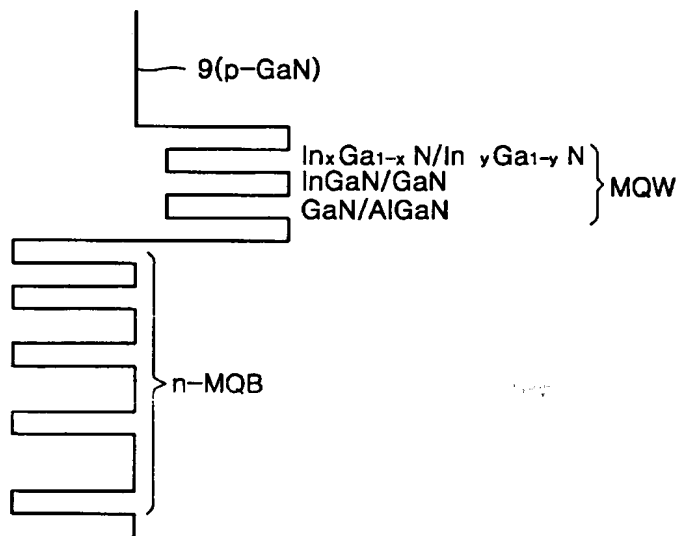 9(p-GaN)
InxGa1-x N/In yGa1-y N
InGaN/GaN
GaN/AlGaN
MQW
n-MQB